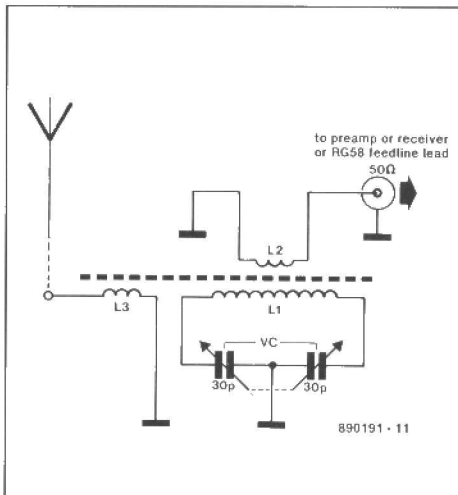 to preamp or receiver
or RG58 feedline lead
50Ω
L2
L3
L1
VC
30p
30p
890191 - 11